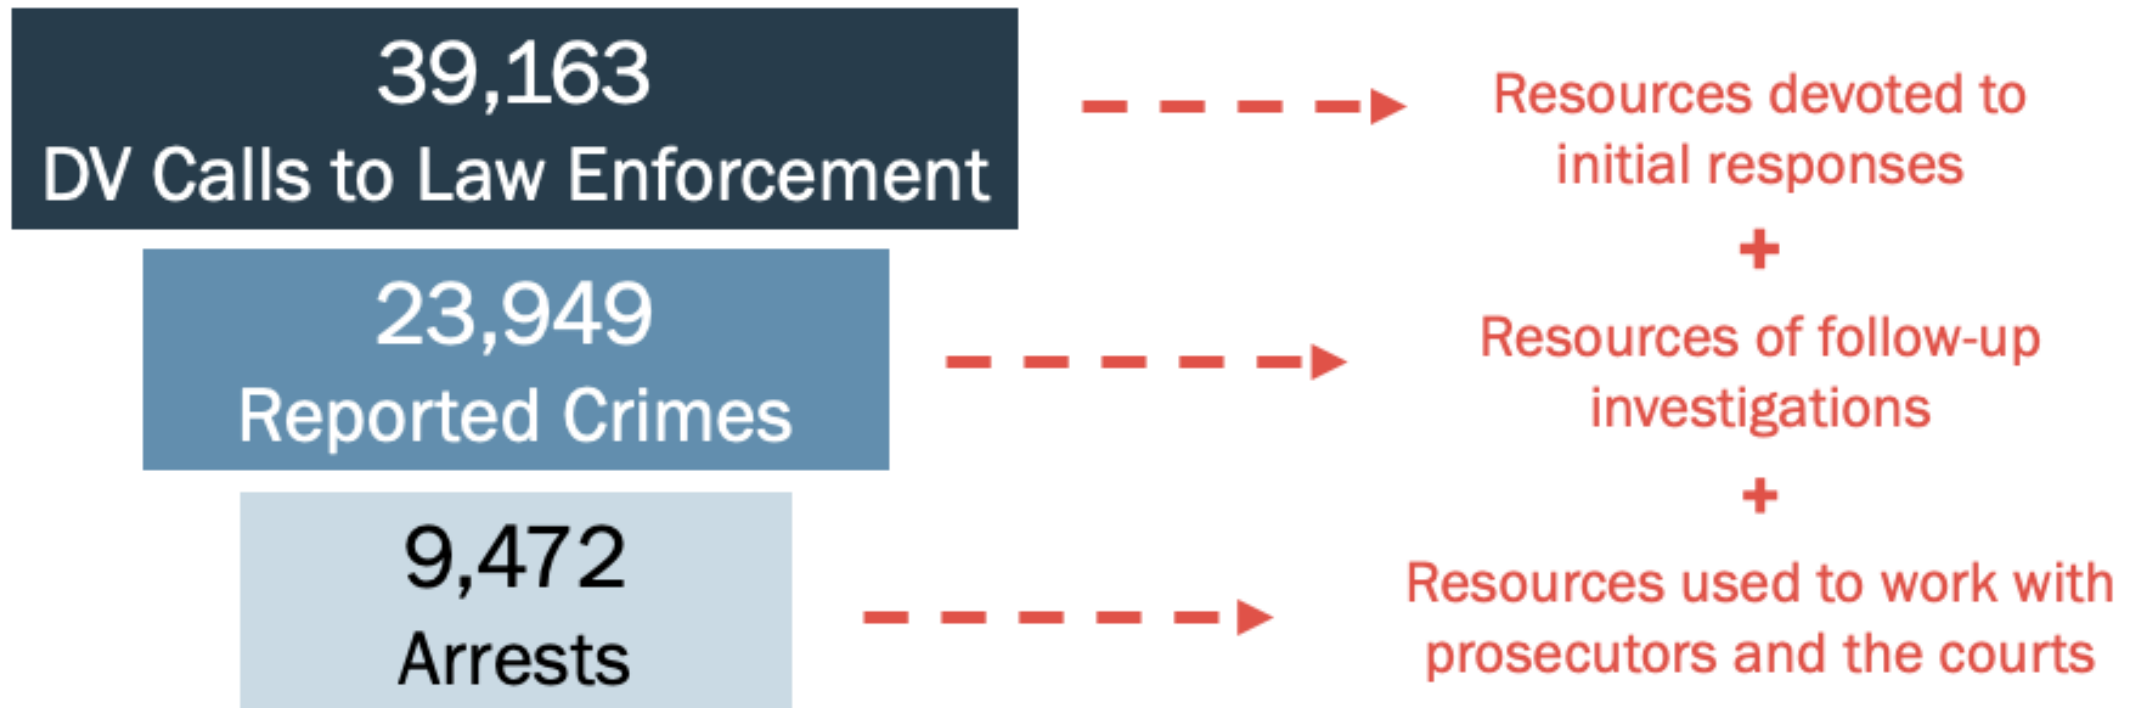 39,163
DV Calls to Law Enforcement
Resources devoted to
initial responses
+
23,949
Reported Crimes
Resources of follow-up
investigations
+
9,472
Arrests
Resources used to work with
prosecutors and the courts